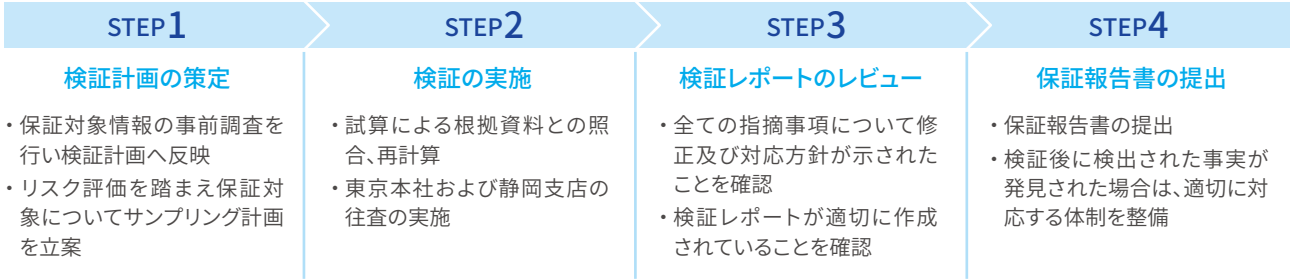 STEP1
検証計画の策定
・保証対象情報の事前調査を
行い検証計画へ反映
・リスク評価を踏まえ保証対
象についてサンプリング計画
を立案
STEP2
検証の実施
・試算による根拠資料との照
合、再計算
・東京本社および静岡支店の
往査の実施
STEP3
検証レポートのレビュー
・全ての指摘事項について修
正及び対応方針が示された
ことを確認
・検証レポートが適切に作成
されていることを確認
STEP4
保証報告書の提出
・保証報告書の提出
・検証後に検出された事実が
発見された場合は、適切に対
応する体制を整備